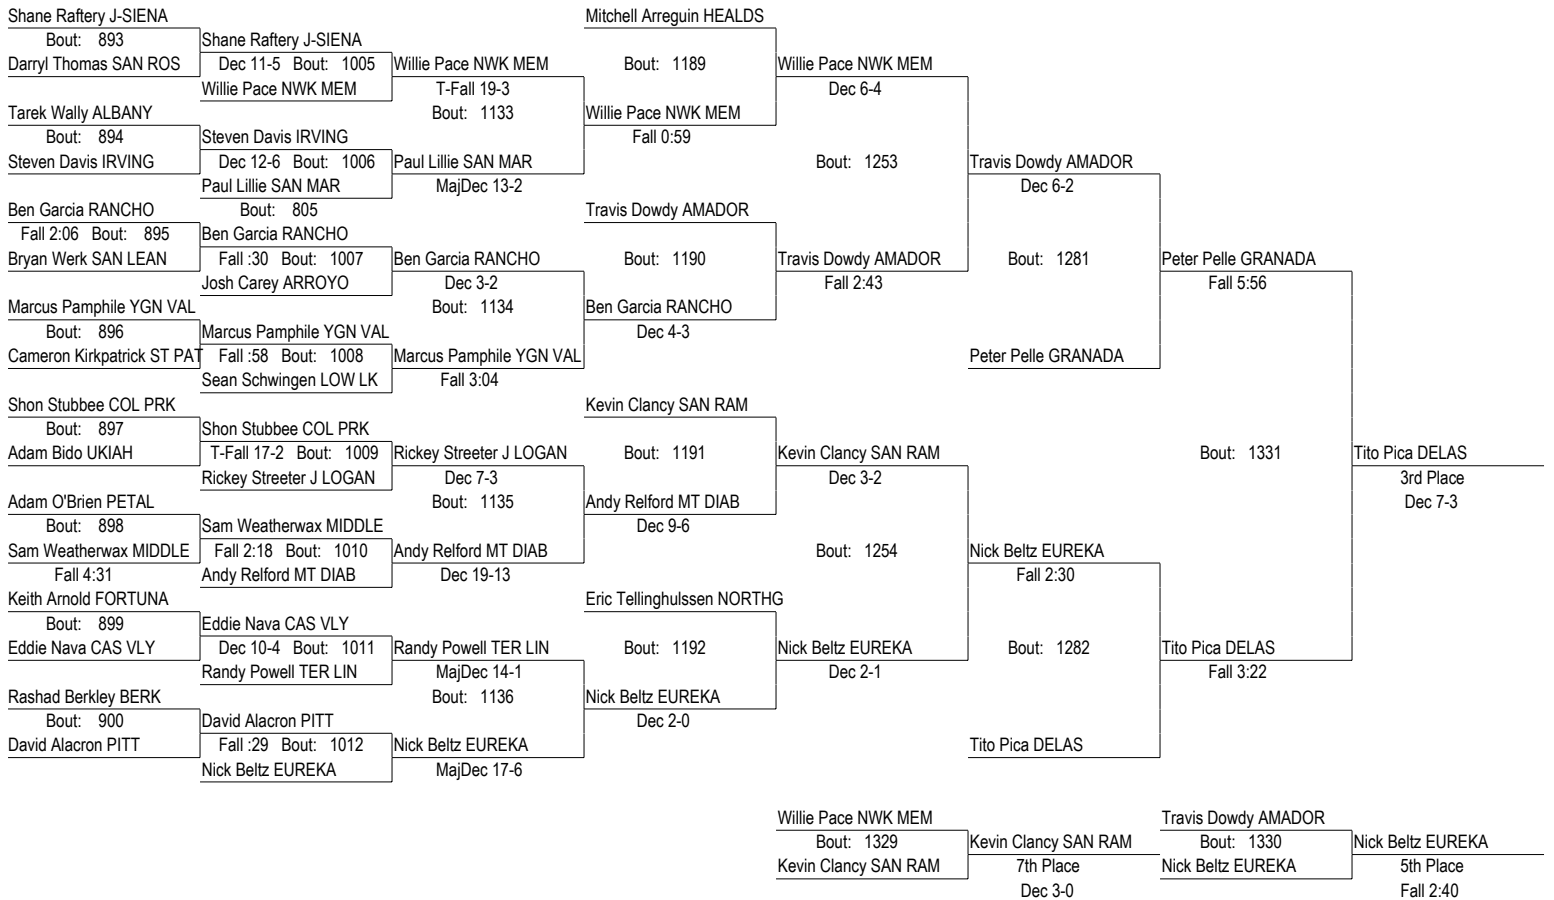 Shane Raftery J-SIENA
Bout: 893
Darryl Thomas SAN ROS
Tarek Wally ALBANY
Bout: 894
Steven Davis IRVING
Ben Garcia RANCHO
Fall 2:06 Bout: 895
Bryan Werk SAN LEAN
Marcus Pamphile YGN VAL
Bout: 896
Cameron Kirkpatrick ST PAT
Shon Stubbee COL PRK
Bout: 897
Adam Bido UKIAH
Adam O'Brien PETAL
Bout: 898
Sam Weatherwax MIDDLE
Fall 4:31
Keith Arnold FORTUNA
Bout: 899
Eddie Nava CAS VLY
Rashad Berkley BERK
Bout: 900
David Alacron PITT
Shane Raftery J-SIENA
Dec 11-5 Bout: 1005
Willie Pace NWK MEM
Steven Davis IRVING
Dec 12-6 Bout: 1006
Paul Lillie SAN MAR
Bout: 805
Ben Garcia RANCHO
Fall :30 Bout: 1007
Josh Carey ARROYO
Marcus Pamphile YGN VAL
Fall :58 Bout: 1008
Sean Schwingen LOW LK
Shon Stubbee COL PRK
T-Fall 17-2 Bout: 1009
Rickey Streeter J LOGAN
Sam Weatherwax MIDDLE
Fall 2:18 Bout: 1010
Andy Relford MT DIAB
Eddie Nava CAS VLY
Dec 10-4 Bout: 1011
Randy Powell TER LIN
David Alacron PITT
Fall :29 Bout: 1012
Nick Beltz EUREKA
Willie Pace NWK MEM
T-Fall 19-3
Bout: 1133
Paul Lillie SAN MAR
MajDec 13-2
Ben Garcia RANCHO
Dec 3-2
Bout: 1134
Marcus Pamphile YGN VAL
Fall 3:04
Rickey Streeter J LOGAN
Dec 7-3
Bout: 1135
Andy Relford MT DIAB
Dec 19-13
Randy Powell TER LIN
MajDec 14-1
Bout: 1136
Nick Beltz EUREKA
MajDec 17-6
Mitchell Arreguin HEALDS
Bout: 1189
Willie Pace NWK MEM
Fall 0:59
Travis Dowdy AMADOR
Bout: 1190
Ben Garcia RANCHO
Dec 4-3
Kevin Clancy SAN RAM
Bout: 1191
Andy Relford MT DIAB
Dec 9-6
Eric Tellinghulssen NORTHG
Bout: 1192
Nick Beltz EUREKA
Dec 2-0
Willie Pace NWK MEM
Dec 6-4
Bout: 1253
Travis Dowdy AMADOR
Fall 2:43
Kevin Clancy SAN RAM
Dec 3-2
Bout: 1254
Nick Beltz EUREKA
Dec 2-1
Travis Dowdy AMADOR
Dec 6-2
Bout: 1281
Peter Pelle GRANADA
Nick Beltz EUREKA
Fall 2:30
Bout: 1282
Tito Pica DELAS
Peter Pelle GRANADA
Fall 5:56
Bout: 1331
Tito Pica DELAS
Fall 3:22
Tito Pica DELAS
3rd Place
Dec 7-3
Willie Pace NWK MEM
Bout: 1329
Kevin Clancy SAN RAM
Kevin Clancy SAN RAM
7th Place
Dec 3-0
Travis Dowdy AMADOR
Bout: 1330
Nick Beltz EUREKA
Nick Beltz EUREKA
5th Place
Fall 2:40